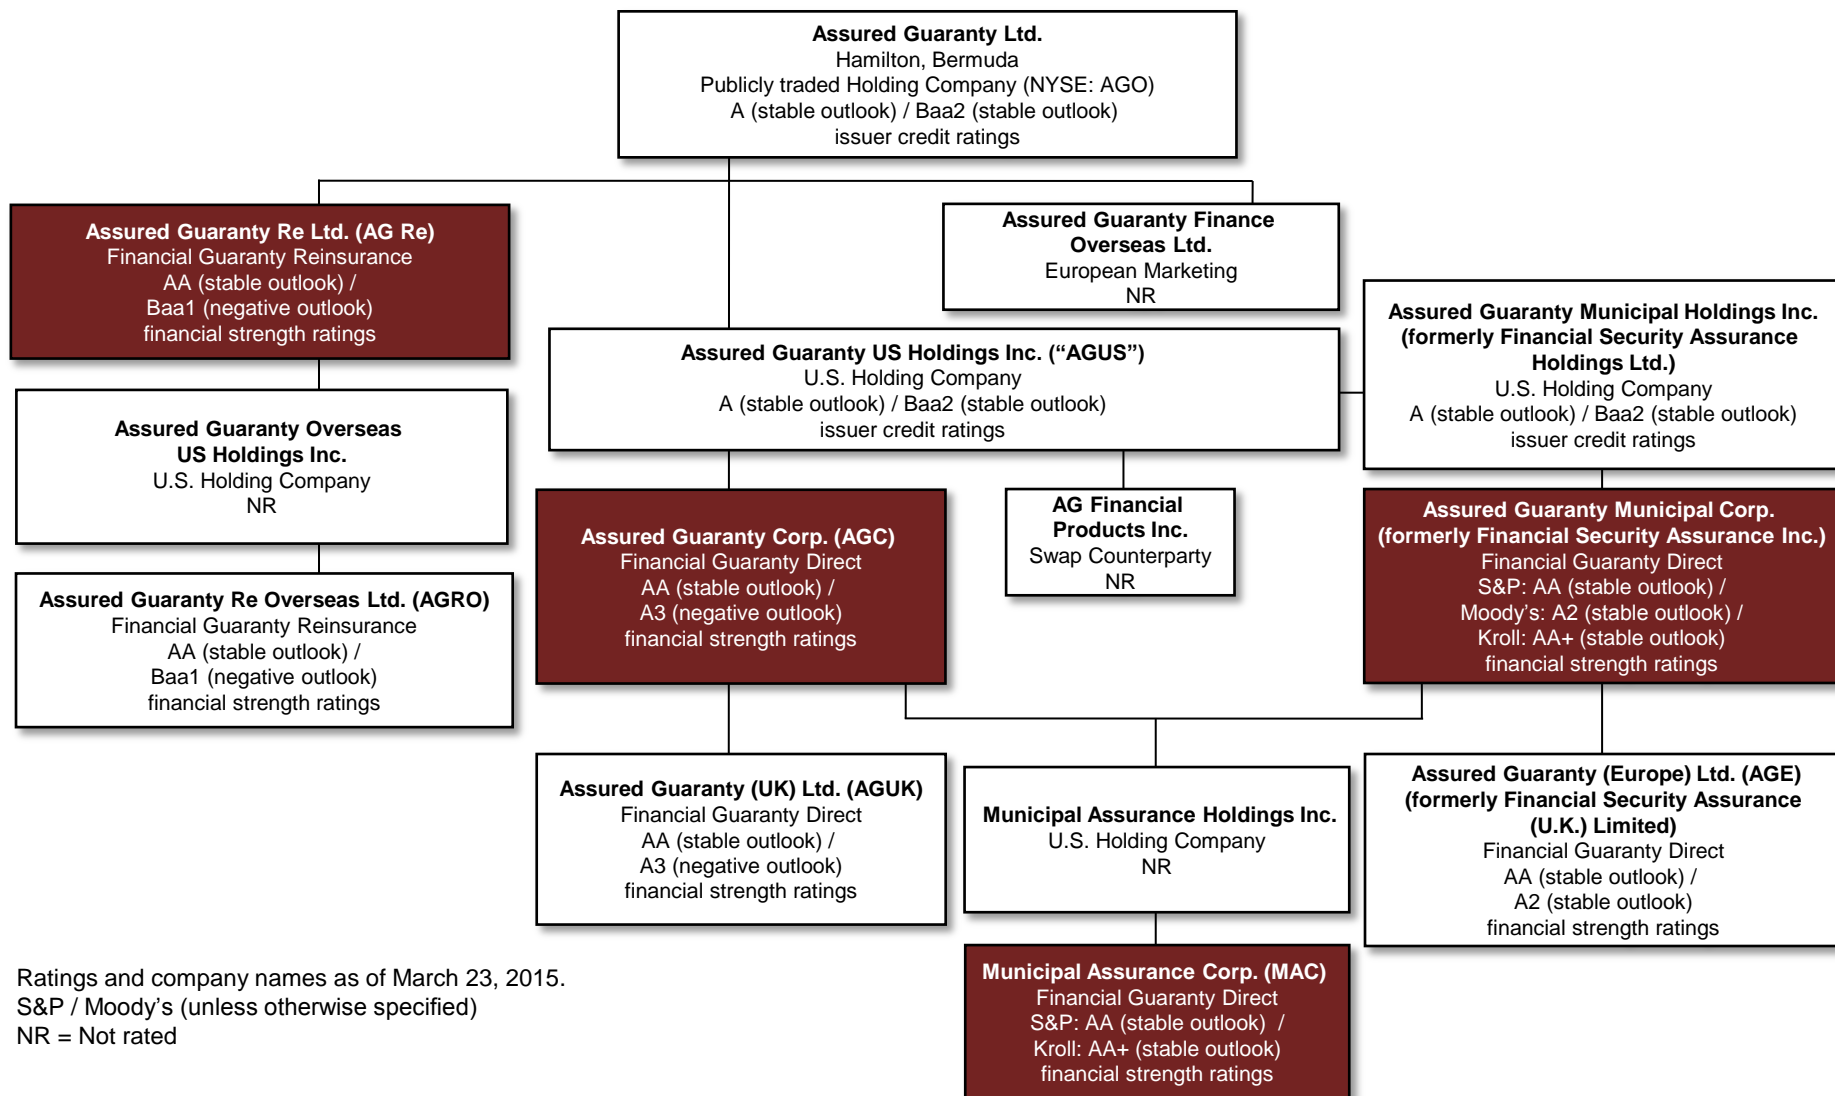 Assured Guaranty Ltd.
Hamilton, Bermuda
Publicly traded Holding Company (NYSE: AGO)
A (stable outlook) / Baa2 (stable outlook)
issuer credit ratings
Assured Guaranty Re Ltd. (AG Re)
Financial Guaranty Reinsurance
AA (stable outlook) /
Baa1 (negative outlook)
financial strength ratings
Assured Guaranty Finance
Overseas Ltd.
European Marketing
NR
Assured Guaranty Municipal Holdings Inc.
(formerly Financial Security Assurance
Holdings Ltd.)
U.S. Holding Company
A (stable outlook) / Baa2 (stable outlook)
issuer credit ratings
Assured Guaranty US Holdings Inc. (“AGUS”)
U.S. Holding Company
A (stable outlook) / Baa2 (stable outlook)
issuer credit ratings
Assured Guaranty Overseas
US Holdings Inc.
U.S. Holding Company
NR
Assured Guaranty Corp. (AGC)
Financial Guaranty Direct
AA (stable outlook) /
A3 (negative outlook)
financial strength ratings
AG Financial
Products Inc.
Swap Counterparty
NR
Assured Guaranty Municipal Corp.
(formerly Financial Security Assurance Inc.)
Financial Guaranty Direct
S&P: AA (stable outlook) /
Moody’s: A2 (stable outlook) /
Kroll: AA+ (stable outlook)
financial strength ratings
Assured Guaranty Re Overseas Ltd. (AGRO)
Financial Guaranty Reinsurance
AA (stable outlook) /
Baa1 (negative outlook)
financial strength ratings
Assured Guaranty (UK) Ltd. (AGUK)
Financial Guaranty Direct
AA (stable outlook) /
A3 (negative outlook)
financial strength ratings
Municipal Assurance Holdings Inc.
U.S. Holding Company
NR
Assured Guaranty (Europe) Ltd. (AGE)
(formerly Financial Security Assurance
(U.K.) Limited)
Financial Guaranty Direct
AA (stable outlook) /
A2 (stable outlook)
financial strength ratings
Municipal Assurance Corp. (MAC)
Financial Guaranty Direct
S&P: AA (stable outlook) /
Kroll: AA+ (stable outlook)
financial strength ratings
Ratings and company names as of March 23, 2015.
S&P / Moody’s (unless otherwise specified)
NR = Not rated